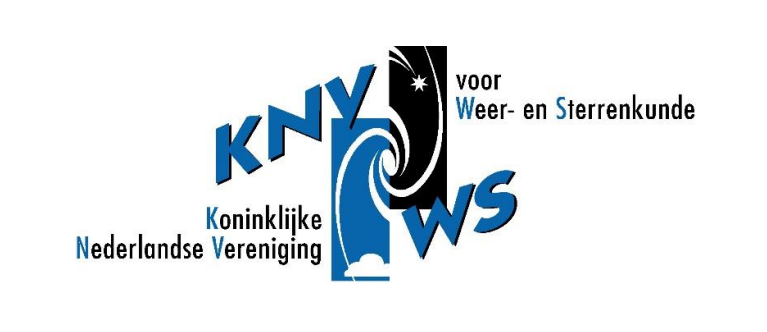 KNV
WS
Koninklijke
Nederlandse Vereniging
voor
Weer- en Sterrenkunde